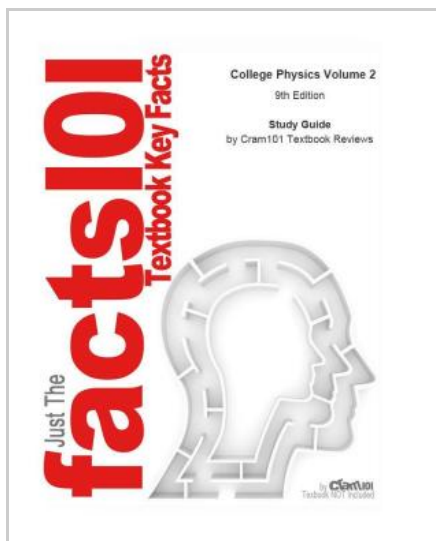 College Physics Volume 2
9th Edition
Study Guide
by Cram101 Textbook Reviews
Just The
facts101
Textbook Key Facts
by Cram101
Textbook NOT Included